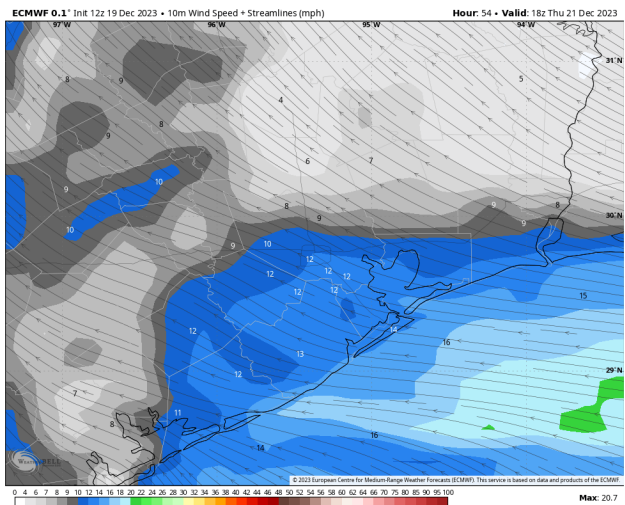 ECMWF 0.1° Init 12z 19 Dec 2023 • 10m Wind Speed + Streamlines (mph) Hour: 54 • Valid: 18z Thu 21 Dec 2023
97°W 96°W 95°W 94°W
31°N
8 9 5
4
9 8
6 7
9 10
8 9 9 8
30°N
10 9
9 10
12
12 12 12
12 12
15
12 14
16
13
29°N
12
7
11
8
14 16
WeatherBELL
© 2023 European Centre for Medium-Range Weather Forecasts (ECMWF). This service is based on data and products of the ECMWF.
0 4 6 7 8 9 10 12 13 14 15 16 18 20 22 24 26 28 30 32 34 36 38 40 42 44 46 48 50 52 54 56 58 60 62 64 66 70 75 80 85 90 95 100
Max: 20.7